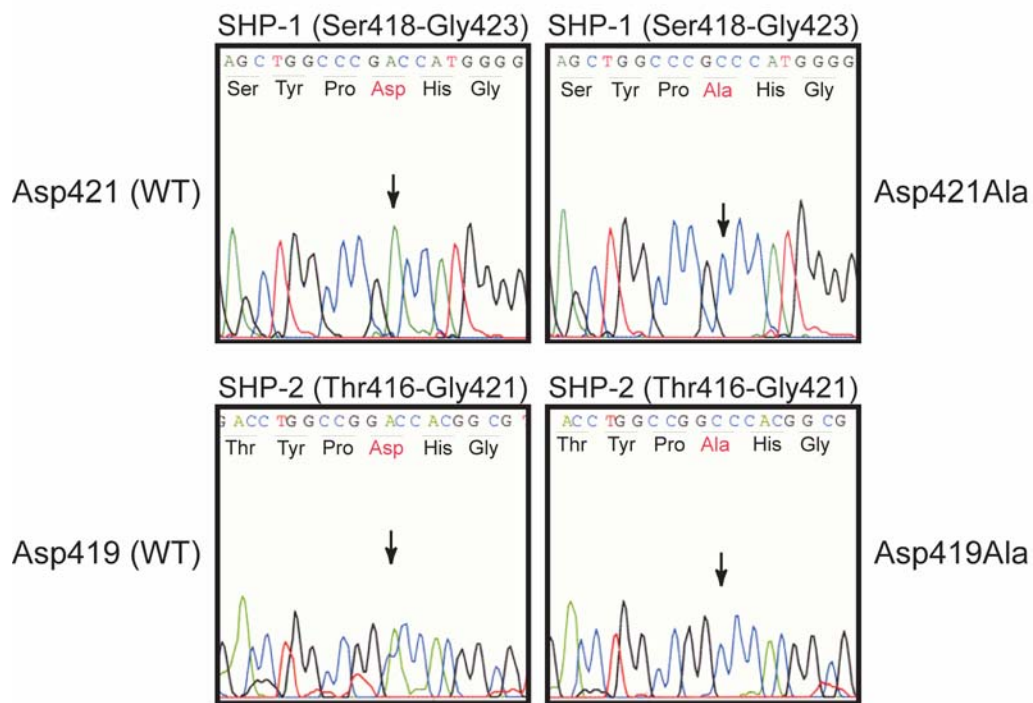 SHP-1 (Ser418-Gly423)
AGCTGGCCCGACCATGGGG
Ser Tyr Pro Asp His Gly
Asp421 (WT)
SHP-1 (Ser418-Gly423)
AGCTGGCCCGCCCATGGGG
Ser Tyr Pro Ala His Gly
Asp421Ala
SHP-2 (Thr416-Gly421)
GACCTGGCCGGACCACGGCGT
Thr Tyr Pro Asp His Gly
Asp419 (WT)
SHP-2 (Thr416-Gly421)
ACCTGGCCGGCCCACGGCG
Thr Tyr Pro Ala His Gly
Asp419Ala